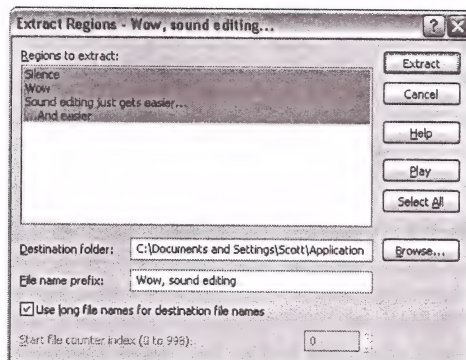 Extract Regions - Wow, sound editing...
Regions to extract:
Silence
Wow
Sound editing just gets easier...
...And easier
Extract
Cancel
Help
Play
Select All
Destination folder: C:\Documents and Settings\Scott\Application Browse...
File name prefix: Wow, sound editing
Use long file names for destination file names
Start file counter index (0 to 998): 0